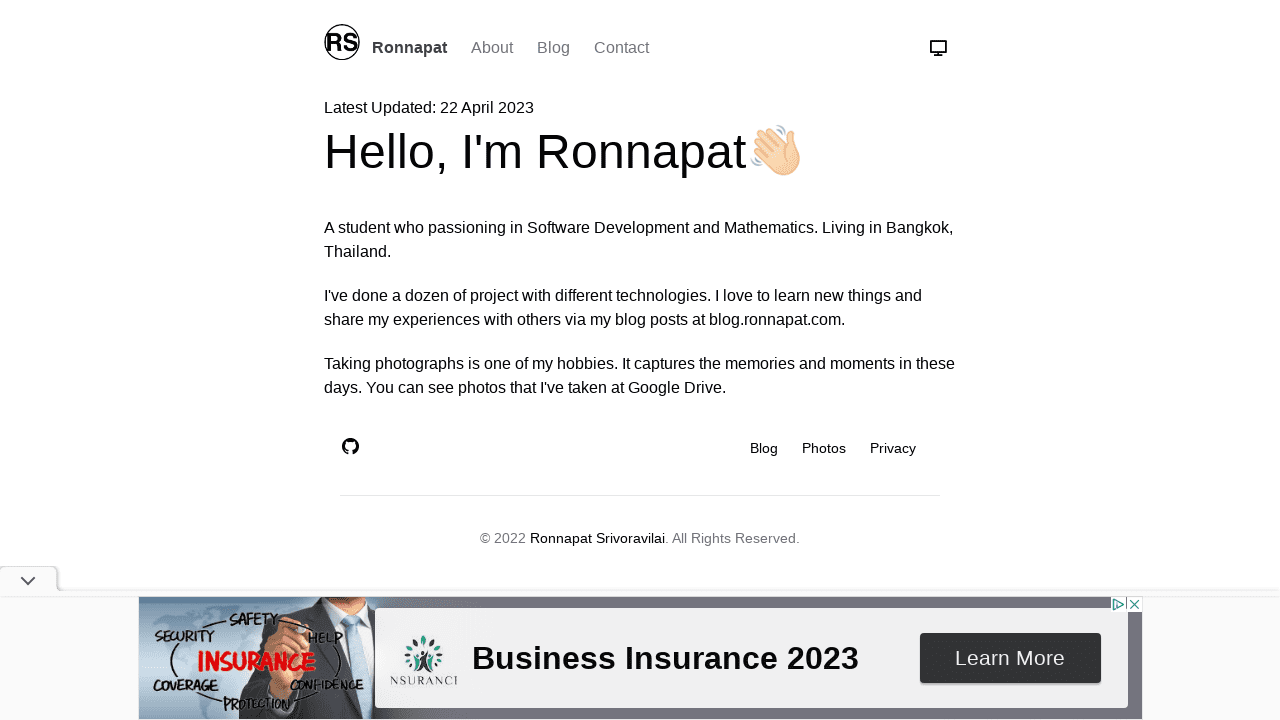 RS Ronnapat About Blog Contact
Latest Updated: 22 April 2023
Hello, I'm Ronnapat👋🏻
A student who passioning in Software Development and Mathematics. Living in Bangkok,
Thailand.
I've done a dozen of project with different technologies. I love to learn new things and
share my experiences with others via my blog posts at blog.ronnapat.com.
Taking photographs is one of my hobbies. It captures the memories and moments in these
days. You can see photos that I've taken at Google Drive.
Blog Photos Privacy
© 2022 Ronnapat Srivoravilai. All Rights Reserved.
SAFETY
SECURITY HELP
INSURANCE
COVERAGE CONFIDENCE
PROTECTION
NSURANCI
Business Insurance 2023
Learn More